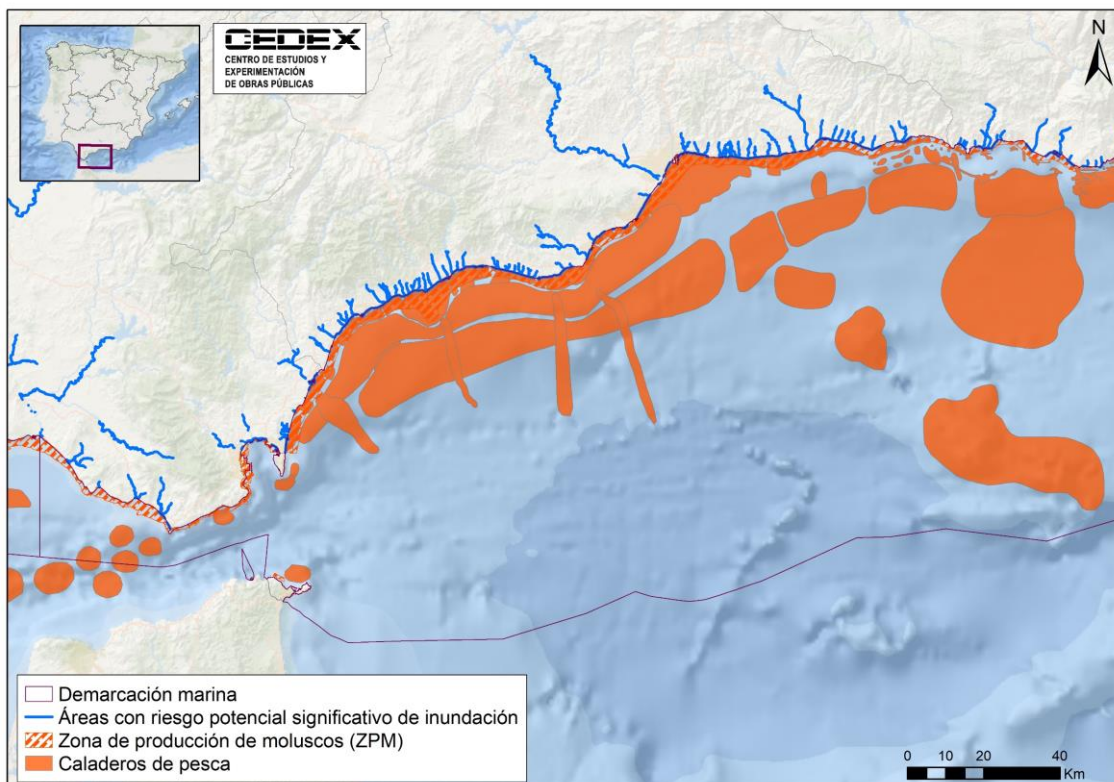 CEDEX
CENTRO DE ESTUDIOS Y
EXPERIMENTACIÓN
DE OBRAS PÚBLICAS
N
Demarcación marina
Áreas con riesgo potencial significativo de inundación
Zona de producción de moluscos (ZPM)
Caladeros de pesca
0 10 20 40
Km